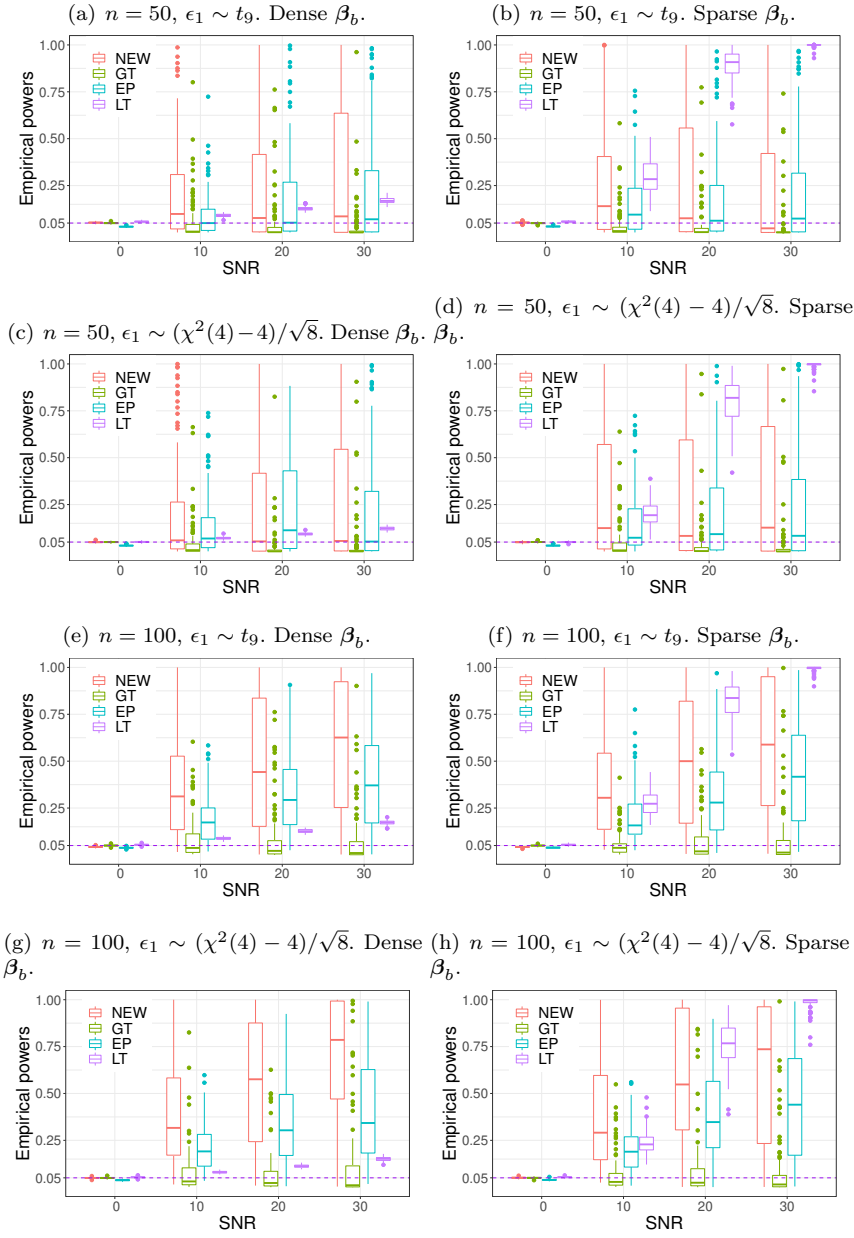 (a) n = 50, ϵ₁ ∼ t₉. Dense β_b.
1.00
0.75
0.50
0.25
0.05
Empirical powers
NEW
GT
EP
LT
0 10 20 30
SNR
(b) n = 50, ϵ₁ ∼ t₉. Sparse β_b.
1.00
0.75
0.50
0.25
0.05
Empirical powers
NEW
GT
EP
LT
0 10 20 30
SNR
(c) n = 50, ϵ₁ ∼ (χ²(4)−4)/√8. Dense β_b.
1.00
0.75
0.50
0.25
0.05
Empirical powers
NEW
GT
EP
LT
0 10 20 30
SNR
(d) n = 50, ϵ₁ ∼ (χ²(4) − 4)/√8. Sparse
β_b.
1.00
0.75
0.50
0.25
0.05
Empirical powers
NEW
GT
EP
LT
0 10 20 30
SNR
(e) n = 100, ϵ₁ ∼ t₉. Dense β_b.
1.00
0.75
0.50
0.25
0.05
Empirical powers
NEW
GT
EP
LT
0 10 20 30
SNR
(f) n = 100, ϵ₁ ∼ t₉. Sparse β_b.
1.00
0.75
0.50
0.25
0.05
Empirical powers
NEW
GT
EP
LT
0 10 20 30
SNR
(g) n = 100, ϵ₁ ∼ (χ²(4) − 4)/√8. Dense
β_b.
1.00
0.75
0.50
0.25
0.05
Empirical powers
NEW
GT
EP
LT
0 10 20 30
SNR
(h) n = 100, ϵ₁ ∼ (χ²(4) − 4)/√8. Sparse
β_b.
1.00
0.75
0.50
0.25
0.05
Empirical powers
NEW
GT
EP
LT
0 10 20 30
SNR